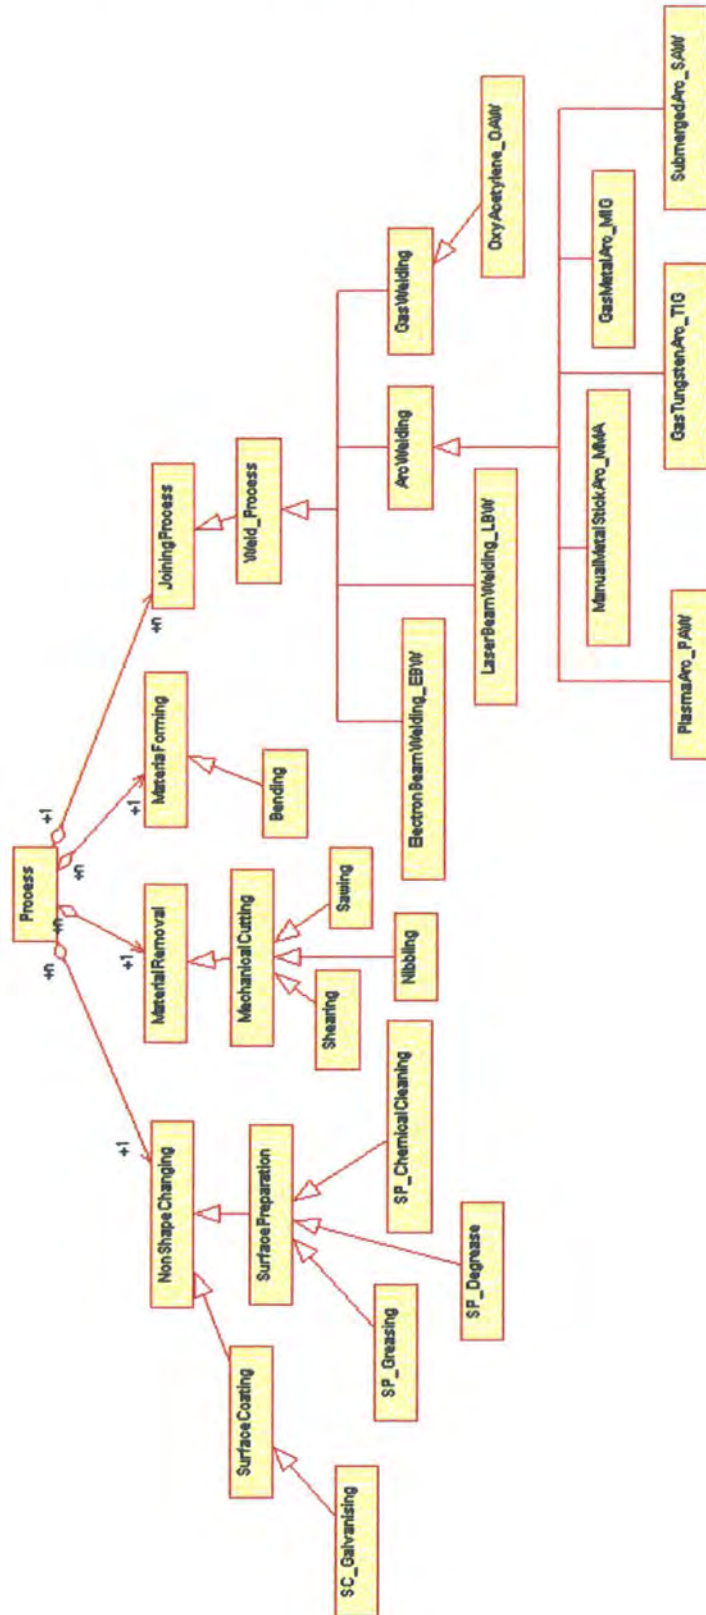 Process
+n
+n
+n
+1
+1
+1
+1
+n
NonShapeChanging
MaterialRemoval
MateriaForming
JoiningProcess
SurfaceCoating
SurfacePreparation
MechanicalCutting
Bending
Weld_Process
SC_Galvanising
SP_Greasing
SP_Degrease
SP_ChemicalCleaning
Shearing
Nibbling
Sawing
ElectronBeamWelding_EBW
LaserBeamWelding_LBW
ArcWelding
GasWelding
OxyAcetylene_OAW
PlasmaArc_PAW
ManualMetalStickArc_MMA
GasTungstenArc_TIG
GasMetalArc_MIG
SubmergedArc_SAW